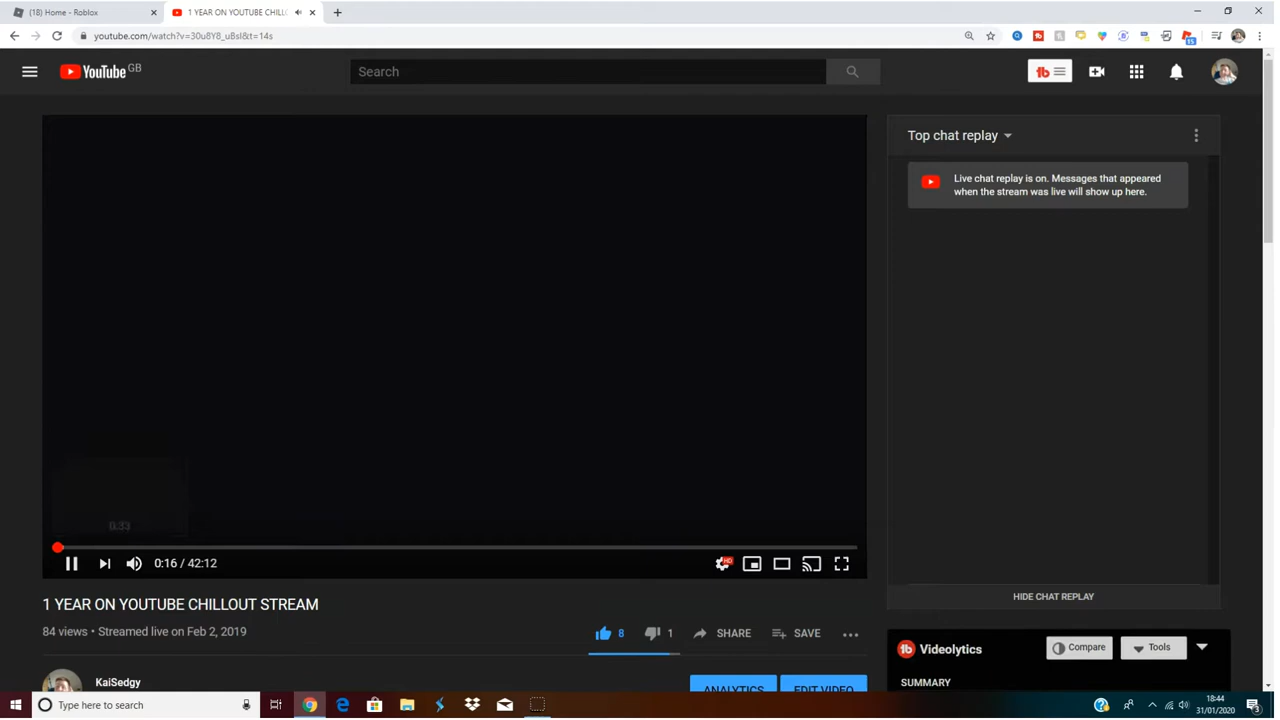 (18) Home - Roblox
1 YEAR ON YOUTUBE CHILLO
youtube.com/watch?v=30u8Y8_uBsI&t=14s
15
YouTube GB
Search
Top chat replay
Live chat replay is on. Messages that appeared
when the stream was live will show up here.
0:33
0:16 / 42:12
HD
HIDE CHAT REPLAY
1 YEAR ON YOUTUBE CHILLOUT STREAM
84 views • Streamed live on Feb 2, 2019
8
1
SHARE
SAVE
Videolytics
Compare
Tools
SUMMARY
KaiSedgy
ANALYTICS
EDIT VIDEO
Type here to search
18:44
31/01/2020
3